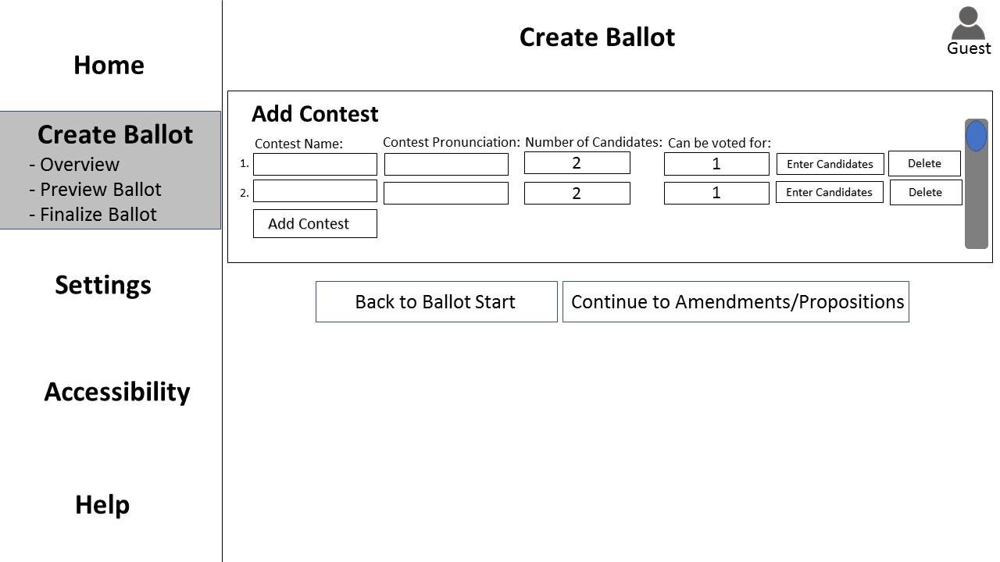 Create Ballot
Guest
Home
Create Ballot
- Overview
- Preview Ballot
- Finalize Ballot
Settings
Accessibility
Help
Add Contest
Contest Name: Contest Pronunciation: Number of Candidates: Can be voted for:
1. 2 1 Enter Candidates Delete
2. 2 1 Enter Candidates Delete
Add Contest
Back to Ballot Start Continue to Amendments/Propositions